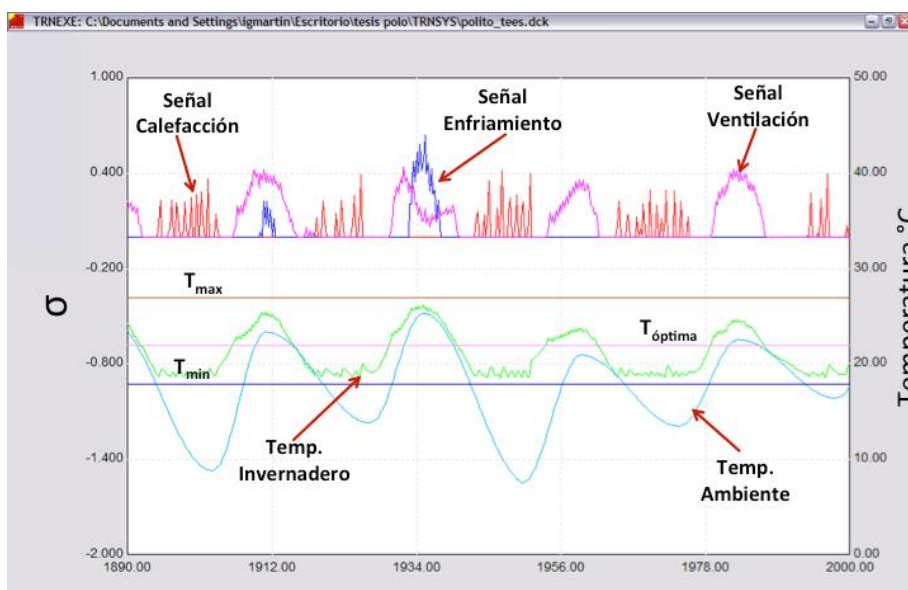 TRNEXE: C:\Documents and Settings\igmartin\Escritorio\tesis polo\TRNSYS\polito_tees.dck
1.000
50.00
Señal
Calefacción
Señal
Enfriamiento
Señal
Ventilación
0.400
40.00
-0.200
30.00
Tmax
σ
Temperatura °C
Tóptima
-0.800
20.00
Tmin
Temp.
Invernadero
Temp.
Ambiente
-1.400
10.00
-2.000
0.00
1890.00
1912.00
1934.00
1956.00
1978.00
2000.00